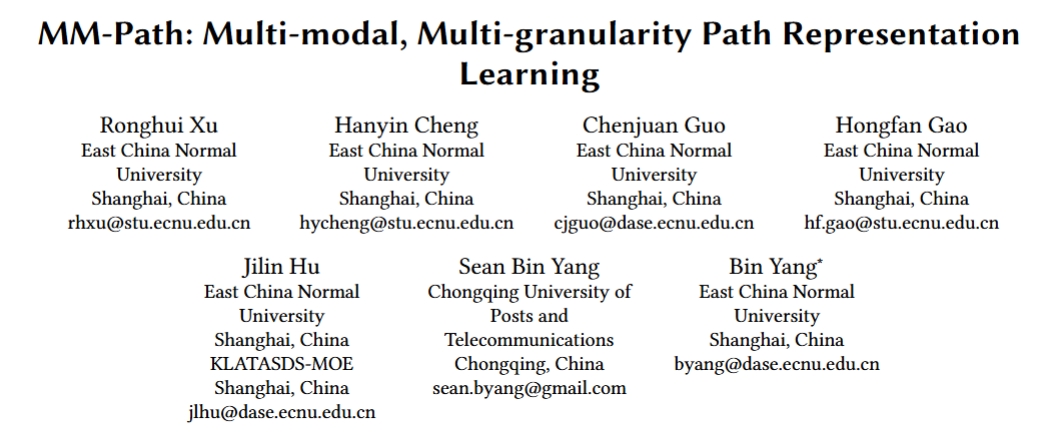 MM-Path: Multi-modal, Multi-granularity Path Representation
Learning
Ronghui Xu
East China Normal
University
Shanghai, China
rhxu@stu.ecnu.edu.cn
Hanyin Cheng
East China Normal
University
Shanghai, China
hycheng@stu.ecnu.edu.cn
Chenjuan Guo
East China Normal
University
Shanghai, China
cjguo@dase.ecnu.edu.cn
Hongfan Gao
East China Normal
University
Shanghai, China
hf.gao@stu.ecnu.edu.cn
Jilin Hu
East China Normal
University
Shanghai, China
KLATASDS-MOE
Shanghai, China
jlhu@dase.ecnu.edu.cn
Sean Bin Yang
Chongqing University of
Posts and
Telecommunications
Chongqing, China
sean.byang@gmail.com
Bin Yang*
East China Normal
University
Shanghai, China
byang@dase.ecnu.edu.cn